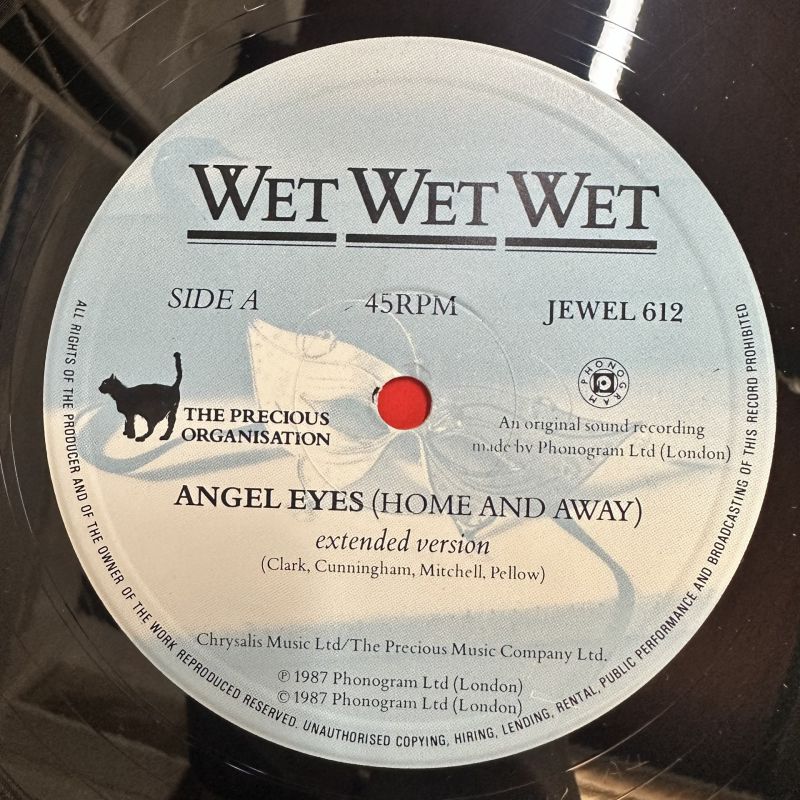 WET WET WET
SIDE A 45RPM JEWEL 612
PHONOGRAM
THE PRECIOUS
ORGANISATION
An original sound recording
made by Phonogram Ltd (London)
ANGEL EYES (HOME AND AWAY)
extended version
(Clark, Cunningham, Mitchell, Pellow)
Chrysalis Music Ltd/The Precious Music Company Ltd.
℗ 1987 Phonogram Ltd (London)
© 1987 Phonogram Ltd (London)
ALL RIGHTS OF THE PRODUCER AND OF THE OWNER OF THE WORK REPRODUCED RESERVED. UNAUTHORISED COPYING, HIRING, LENDING, RENTAL, PUBLIC PERFORMANCE AND BROADCASTING OF THIS RECORD PROHIBITED